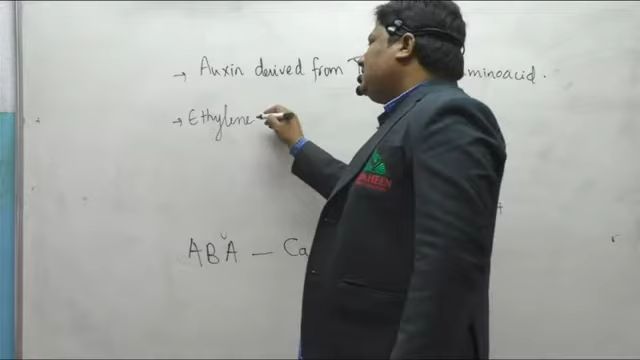 → Auxin derived from T minoacid.
→ Ethylene
ABA — Ca